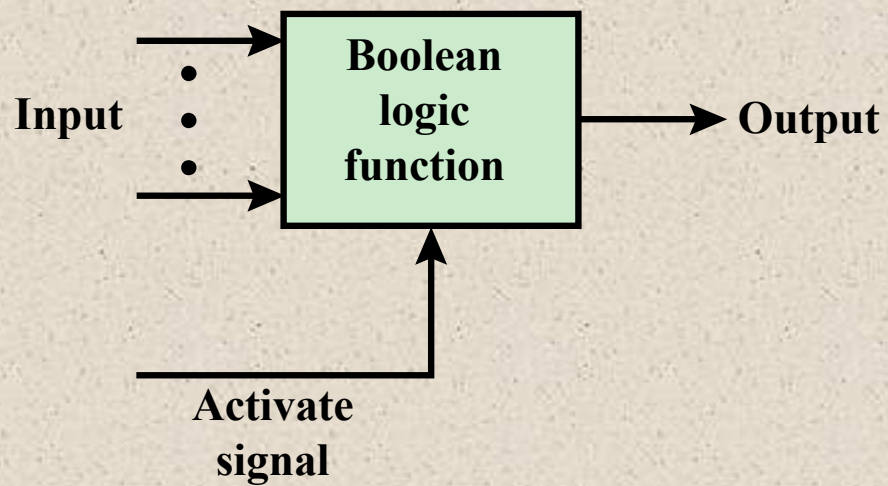 Input
Boolean
logic
function
Output
Activate
signal